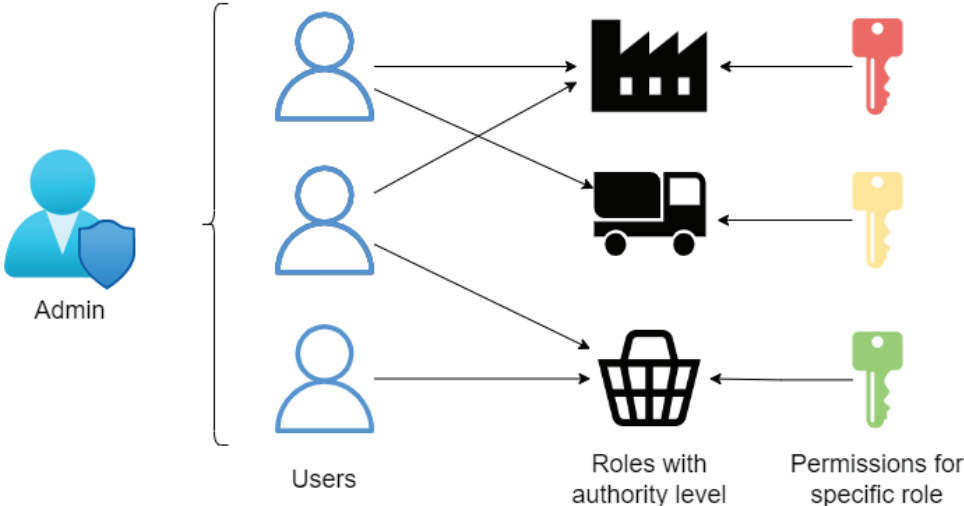 Admin
Users
Roles with
authority level
Permissions for
specific role